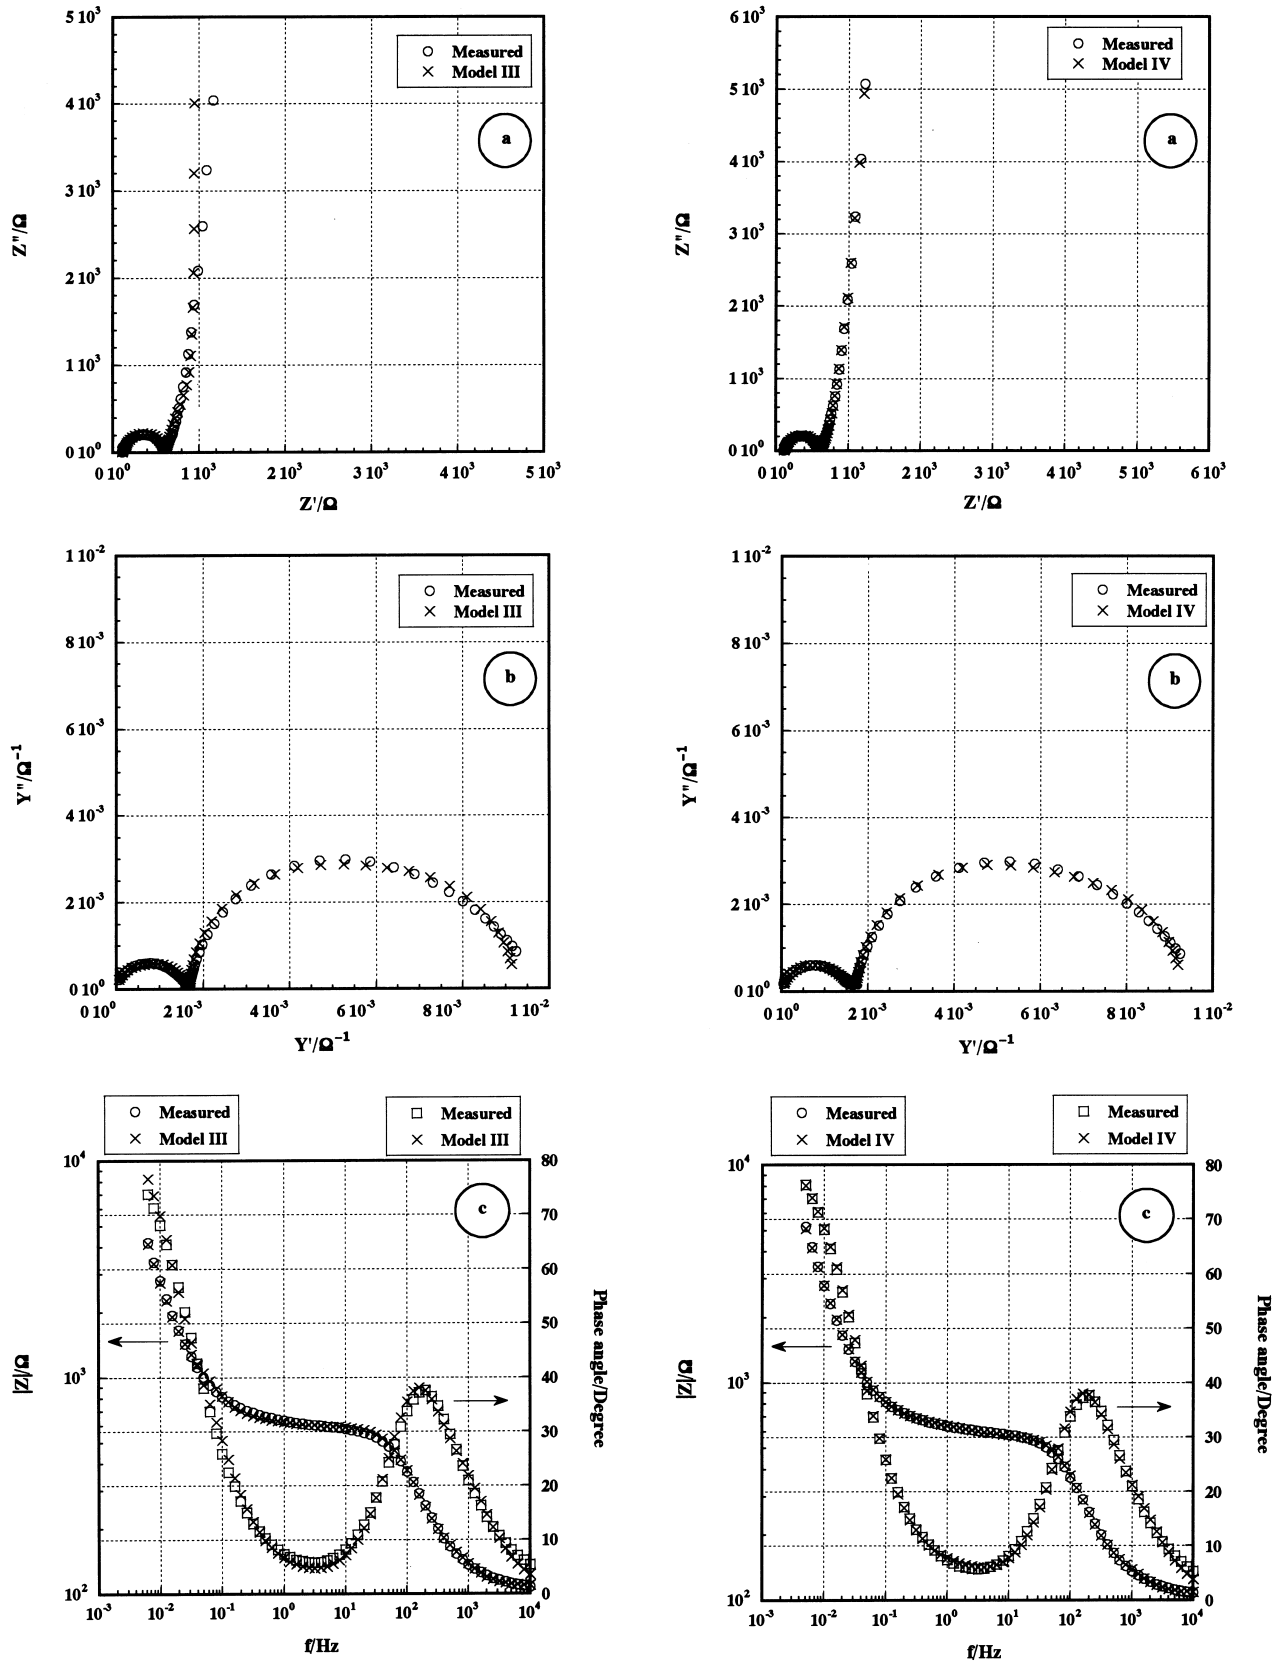 5 10³
4 10³
3 10³
2 10³
1 10³
0 10⁰
Z''/Ω
Measured
Model III
a
0 10⁰ 1 10³ 2 10³ 3 10³ 4 10³ 5 10³
Z'/Ω
6 10³
5 10³
4 10³
3 10³
2 10³
1 10³
0 10⁰
Z''/Ω
Measured
Model IV
a
0 10⁰ 1 10³ 2 10³ 3 10³ 4 10³ 5 10³ 6 10³
Z'/Ω
1 10⁻²
8 10⁻³
6 10⁻³
4 10⁻³
2 10⁻³
0 10⁰
Y''/Ω⁻¹
Measured
Model III
b
0 10⁰ 2 10⁻³ 4 10⁻³ 6 10⁻³ 8 10⁻³ 1 10⁻²
Y'/Ω⁻¹
1 10⁻²
8 10⁻³
6 10⁻³
4 10⁻³
2 10⁻³
0 10⁰
Y''/Ω⁻¹
Measured
Model IV
b
0 10⁰ 2 10⁻³ 4 10⁻³ 6 10⁻³ 8 10⁻³ 1 10⁻²
Y'/Ω⁻¹
Measured
Model III
Measured
Model III
10⁴
10³
10²
|Z|/Ω
c
80
70
60
50
40
30
20
10
0
Phase angle/Degree
10⁻³ 10⁻² 10⁻¹ 10⁰ 10¹ 10² 10³ 10⁴
f/Hz
Measured
Model IV
Measured
Model IV
10⁴
10³
10²
|Z|/Ω
c
80
70
60
50
40
30
20
10
0
Phase angle/Degree
10⁻³ 10⁻² 10⁻¹ 10⁰ 10¹ 10² 10³ 10⁴
f/Hz